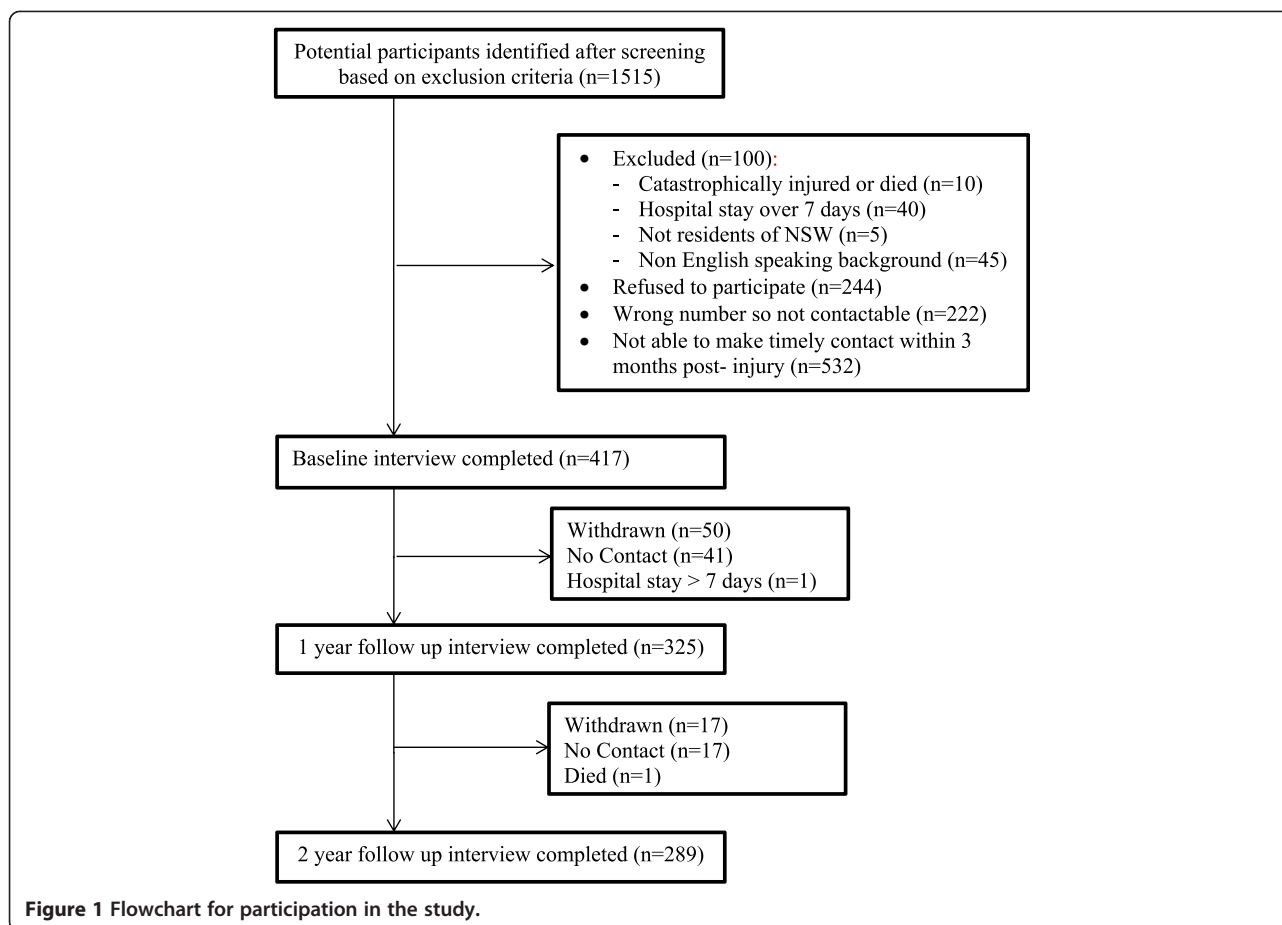 Potential participants identified after screening
based on exclusion criteria (n=1515)
• Excluded (n=100):
- Catastrophically injured or died (n=10)
- Hospital stay over 7 days (n=40)
- Not residents of NSW (n=5)
- Non English speaking background (n=45)
• Refused to participate (n=244)
• Wrong number so not contactable (n=222)
• Not able to make timely contact within 3
months post- injury (n=532)
Baseline interview completed (n=417)
Withdrawn (n=50)
No Contact (n=41)
Hospital stay > 7 days (n=1)
1 year follow up interview completed (n=325)
Withdrawn (n=17)
No Contact (n=17)
Died (n=1)
2 year follow up interview completed (n=289)
Figure 1 Flowchart for participation in the study.